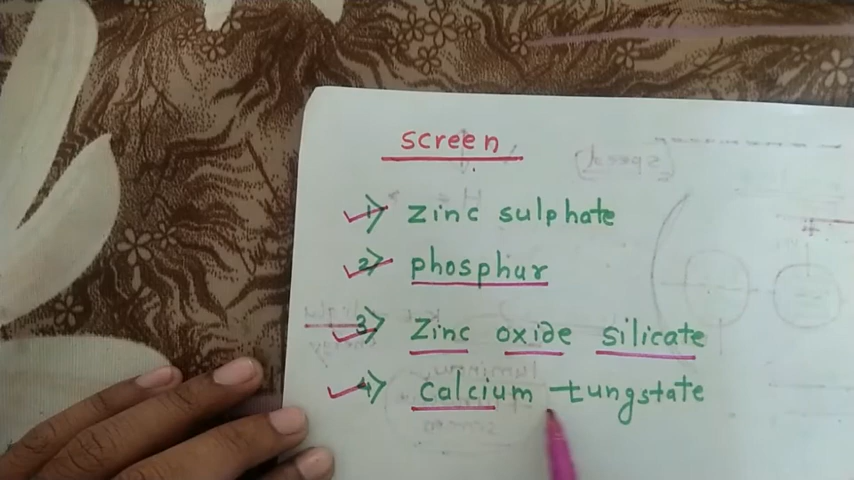 screen
1) Zinc sulphate
2) phosphur
3) Zinc oxide silicate
4) calcium tungstate